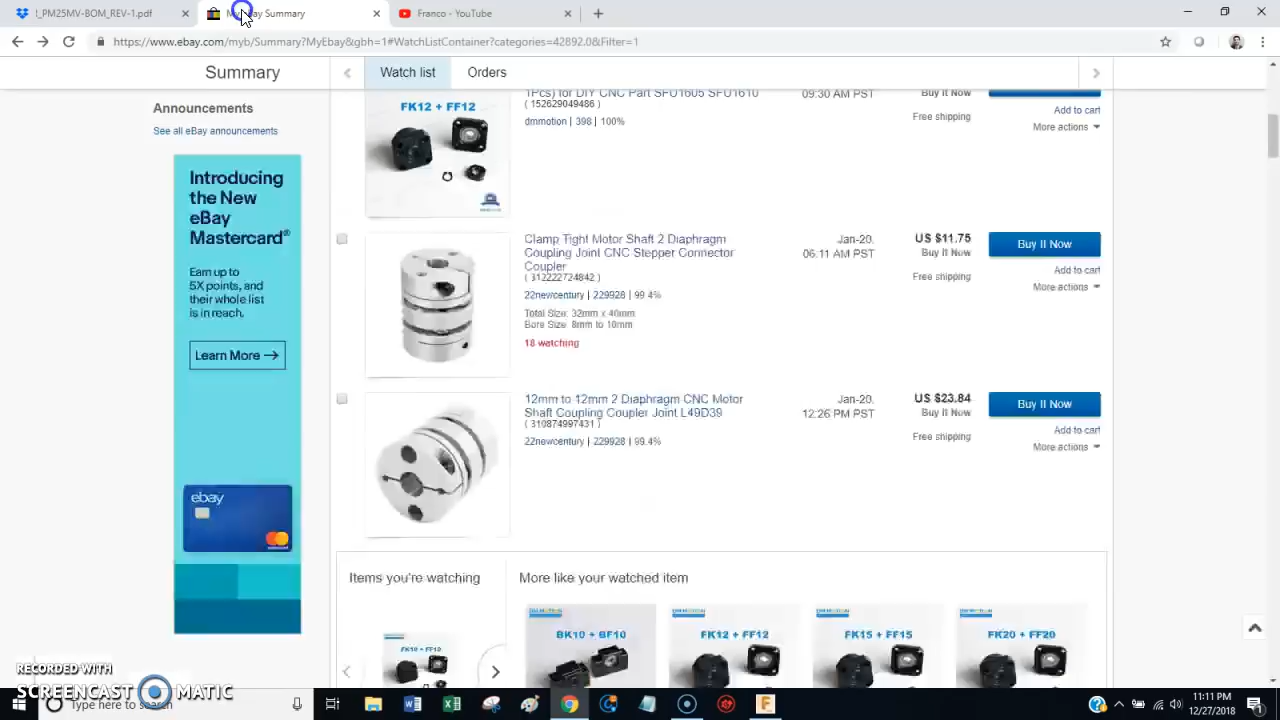 !_PM25MV-BOM_REV-1.pdf
My eBay Summary
Franco - YouTube
https://www.ebay.com/myb/Summary?MyEbay&gbh=1#WatchListContainer?categories=42892.0&Filter=1
Summary
Watch list
Orders
Announcements
See all eBay announcements
Introducing
the New
eBay
Mastercard®
Earn up to
5X points, and
their whole list
is in reach.
Learn More →
ebay
FK12 + FF12
1Pcs) for DIY CNC Part SFU1605 SFU1610
( 152629049486 )
dmmotion | 398 | 100%
09:30 AM PST
Buy It Now
Free shipping
Add to cart
More actions
Clamp Tight Motor Shaft 2 Diaphragm
Coupling Joint CNC Stepper Connector
Coupler
( 312222724842 )
22newcentury | 229928 | 99.4%
Total Size: 32mm x 40mm
Bore Size: 8mm to 10mm
18 watching
Jan-20,
06:11 AM PST
US $11.75
Buy It Now
Free shipping
Buy It Now
Add to cart
More actions
12mm to 12mm 2 Diaphragm CNC Motor
Shaft Coupling Coupler Joint L49D39
( 310874997431 )
22newcentury | 229928 | 99.4%
Jan-20,
12:26 PM PST
US $23.84
Buy It Now
Free shipping
Buy It Now
Add to cart
More actions
Items you're watching
More like your watched item
BK10 + BF10
FK12 + FF12
FK15 + FF15
FK20 + FF20
RECORDED WITH
SCREENCAST MATIC
Type here to search
11:11 PM
12/27/2018